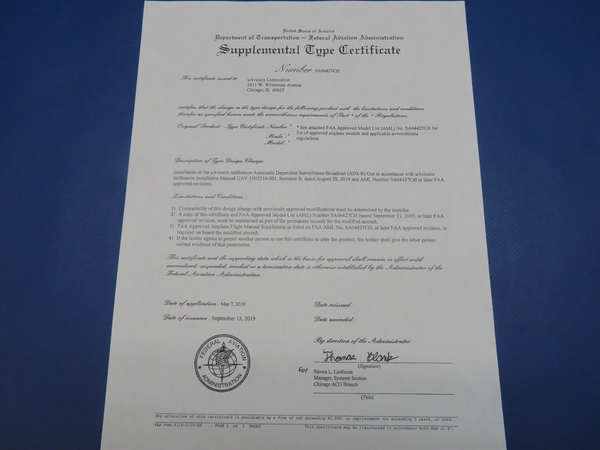 United States of America
Department of Transportation — Federal Aviation Administration
Supplemental Type Certificate
Number SA04427CH
This certificate issued to
uAvionix Corporation
2411 W. Winnemac Avenue
Chicago, IL 60625
certifies that the change in the type design for the following product with the limitations and conditions
therefor as specified hereon meets the airworthiness requirements of Part * of the * Regulations.
Original Product - Type Certificate Number: *
Make: *
Model: *
* See attached FAA Approved Model List (AML) No. SA04427CH for
list of approved airplane models and applicable airworthiness
regulations.
Description of Type Design Change:
Installation of the uAvionix tailBeacon Automatic Dependent Surveillance-Broadcast (ADS-B) Out in accordance with uAvionix
tailBeacon Installation Manual UAV-1002518-001, Revision B, dated August 28, 2019 and AML Number SA04427CH or later FAA
approved revisions.
Limitations and Conditions:
1) Compatibility of this design change with previously approved modifications must be determined by the installer.
2) A copy of this certificate and FAA Approved Model List (AML) Number SA04427CH issued September 13, 2019, or later FAA
approved revision, must be maintained as part of the permanent records for the modified aircraft.
3) FAA Approved Airplane Flight Manual Supplement as listed on FAA AML No. SA04427CH, or later FAA approved revision, is
required on board the modified aircraft.
4) If the holder agrees to permit another person to use this certificate to alter the product, the holder shall give the other person
written evidence of that permission.
This certificate and the supporting data which is the basis for approval shall remain in effect until
surrendered, suspended, revoked or a termination date is otherwise established by the Administrator of the
Federal Aviation Administration.
Date of application : May 7, 2019
Date reissued :
Date of issuance : September 13, 2019
Date amended :
By direction of the Administrator
FEDERAL AVIATION
ADMINISTRATION
Thomas
(Signature)
for
Manager, Systems Section
Chicago ACO Branch
(Title)
Any alteration of this certificate is punishable by a fine of not exceeding $1,000, or imprisonment not exceeding 3 years, or both.
PAGE 1 of 2 PAGES
This certificate may be transferred in accordance with FAR 21.47.